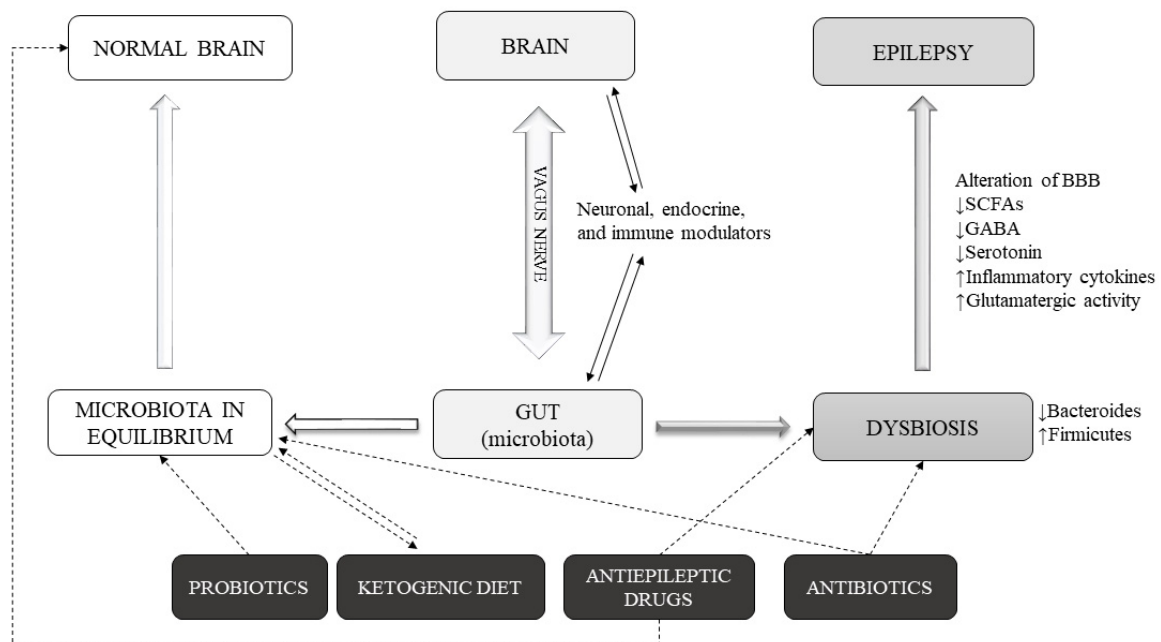 NORMAL BRAIN
BRAIN
EPILEPSY
VAGUS NERVE
Neuronal, endocrine,
and immune modulators
Alteration of BBB
↓SCFAs
↓GABA
↓Serotonin
↑Inflammatory cytokines
↑Glutamatergic activity
MICROBIOTA IN
EQUILIBRIUM
GUT
(microbiota)
DYSBIOSIS
↓Bacteroides
↑Firmicutes
PROBIOTICS
KETOGENIC DIET
ANTIEPILEPTIC
DRUGS
ANTIBIOTICS